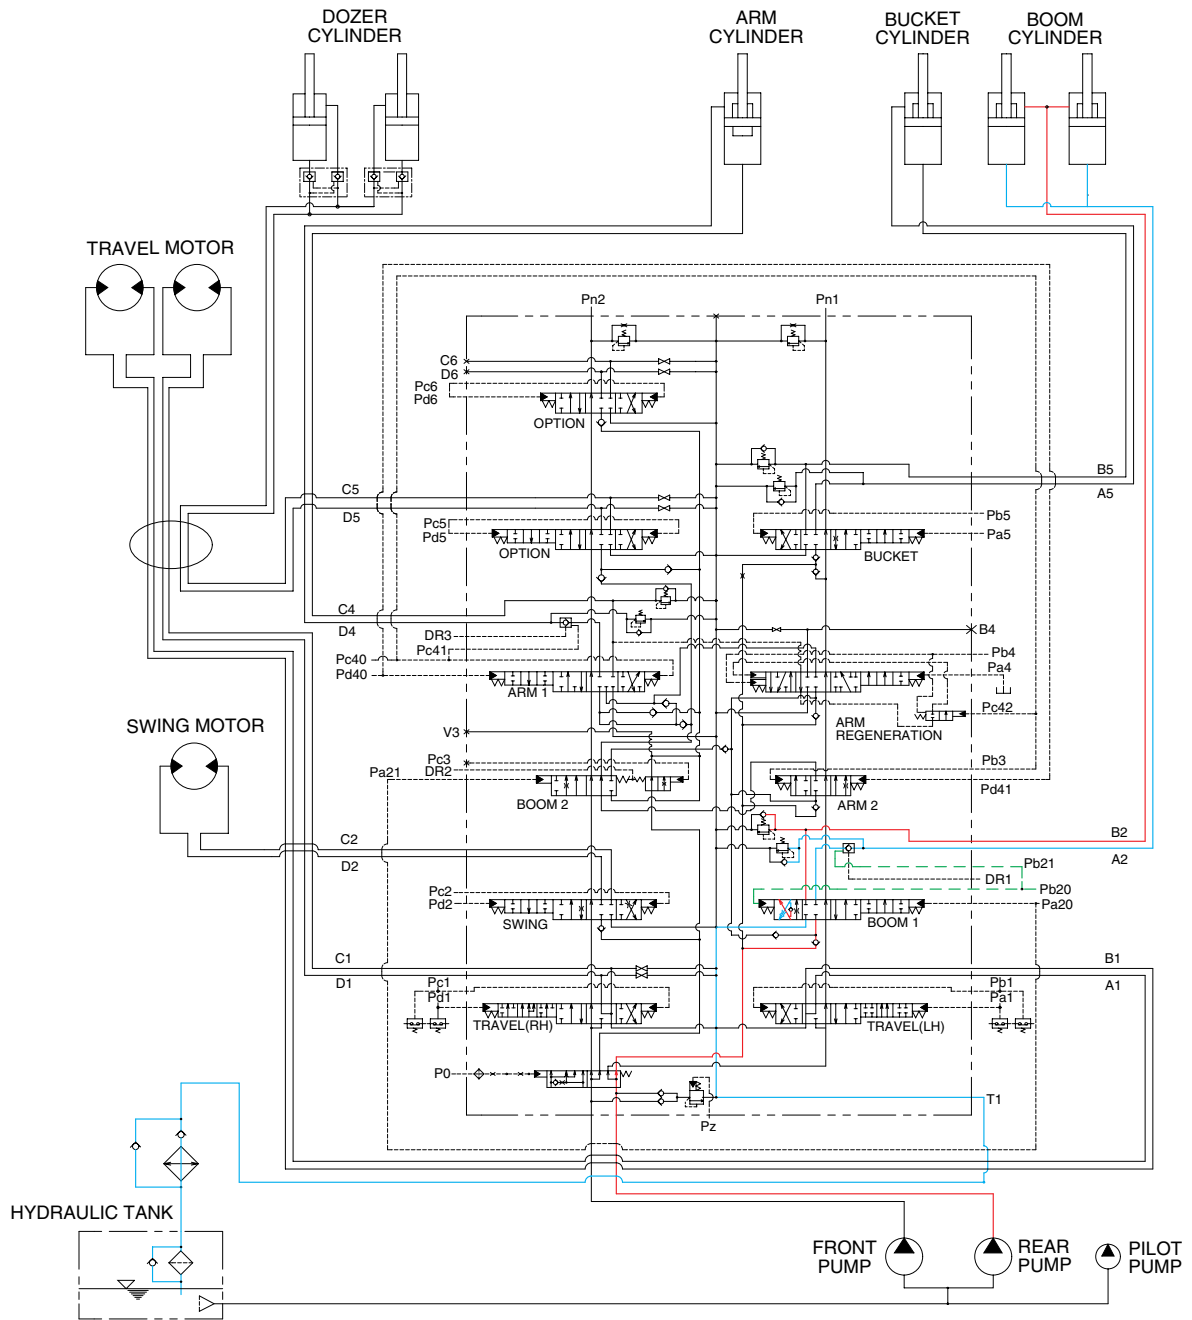 DOZER
CYLINDER
ARM
CYLINDER
BUCKET
CYLINDER
BOOM
CYLINDER
TRAVEL MOTOR
Pn2
Pn1
C6
D6
Pc6
Pd6
OPTION
C5
D5
B5
A5
Pc5
Pd5
OPTION
Pb5
Pa5
BUCKET
C4
D4
DR3
Pc41
Pc40
Pd40
ARM 1
B4
Pb4
Pa4
Pc42
ARM
REGENERATION
SWING MOTOR
V3
Pc3
DR2
Pa21
BOOM 2
Pb3
Pd41
ARM 2
C2
D2
B2
A2
Pb21
DR1
Pc2
Pd2
SWING
Pb20
Pa20
BOOM 1
C1
D1
B1
A1
Pc1
Pd1
TRAVEL(RH)
Pb1
Pa1
TRAVEL(LH)
P0
Pz
T1
HYDRAULIC TANK
FRONT
PUMP
REAR
PUMP
PILOT
PUMP